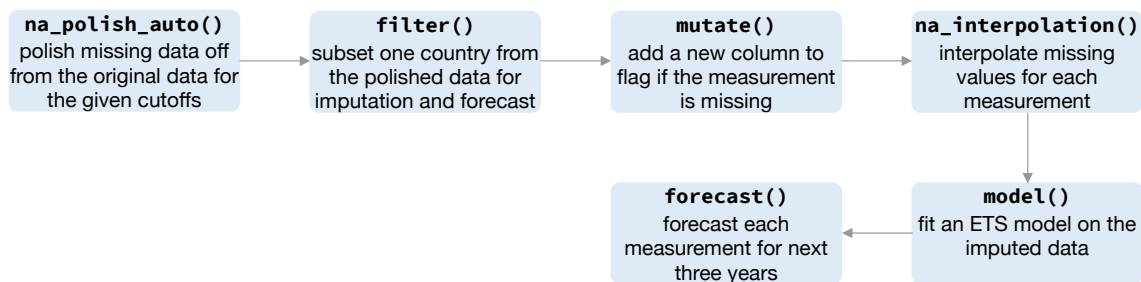 na_polish_auto()
polish missing data off
from the original data for
the given cutoffs
filter()
subset one country from
the polished data for
imputation and forecast
mutate()
add a new column to
flag if the measurement
is missing
na_interpolation()
interpolate missing
values for each
measurement
model()
fit an ETS model on the
imputed data
forecast()
forecast each
measurement for next
three years